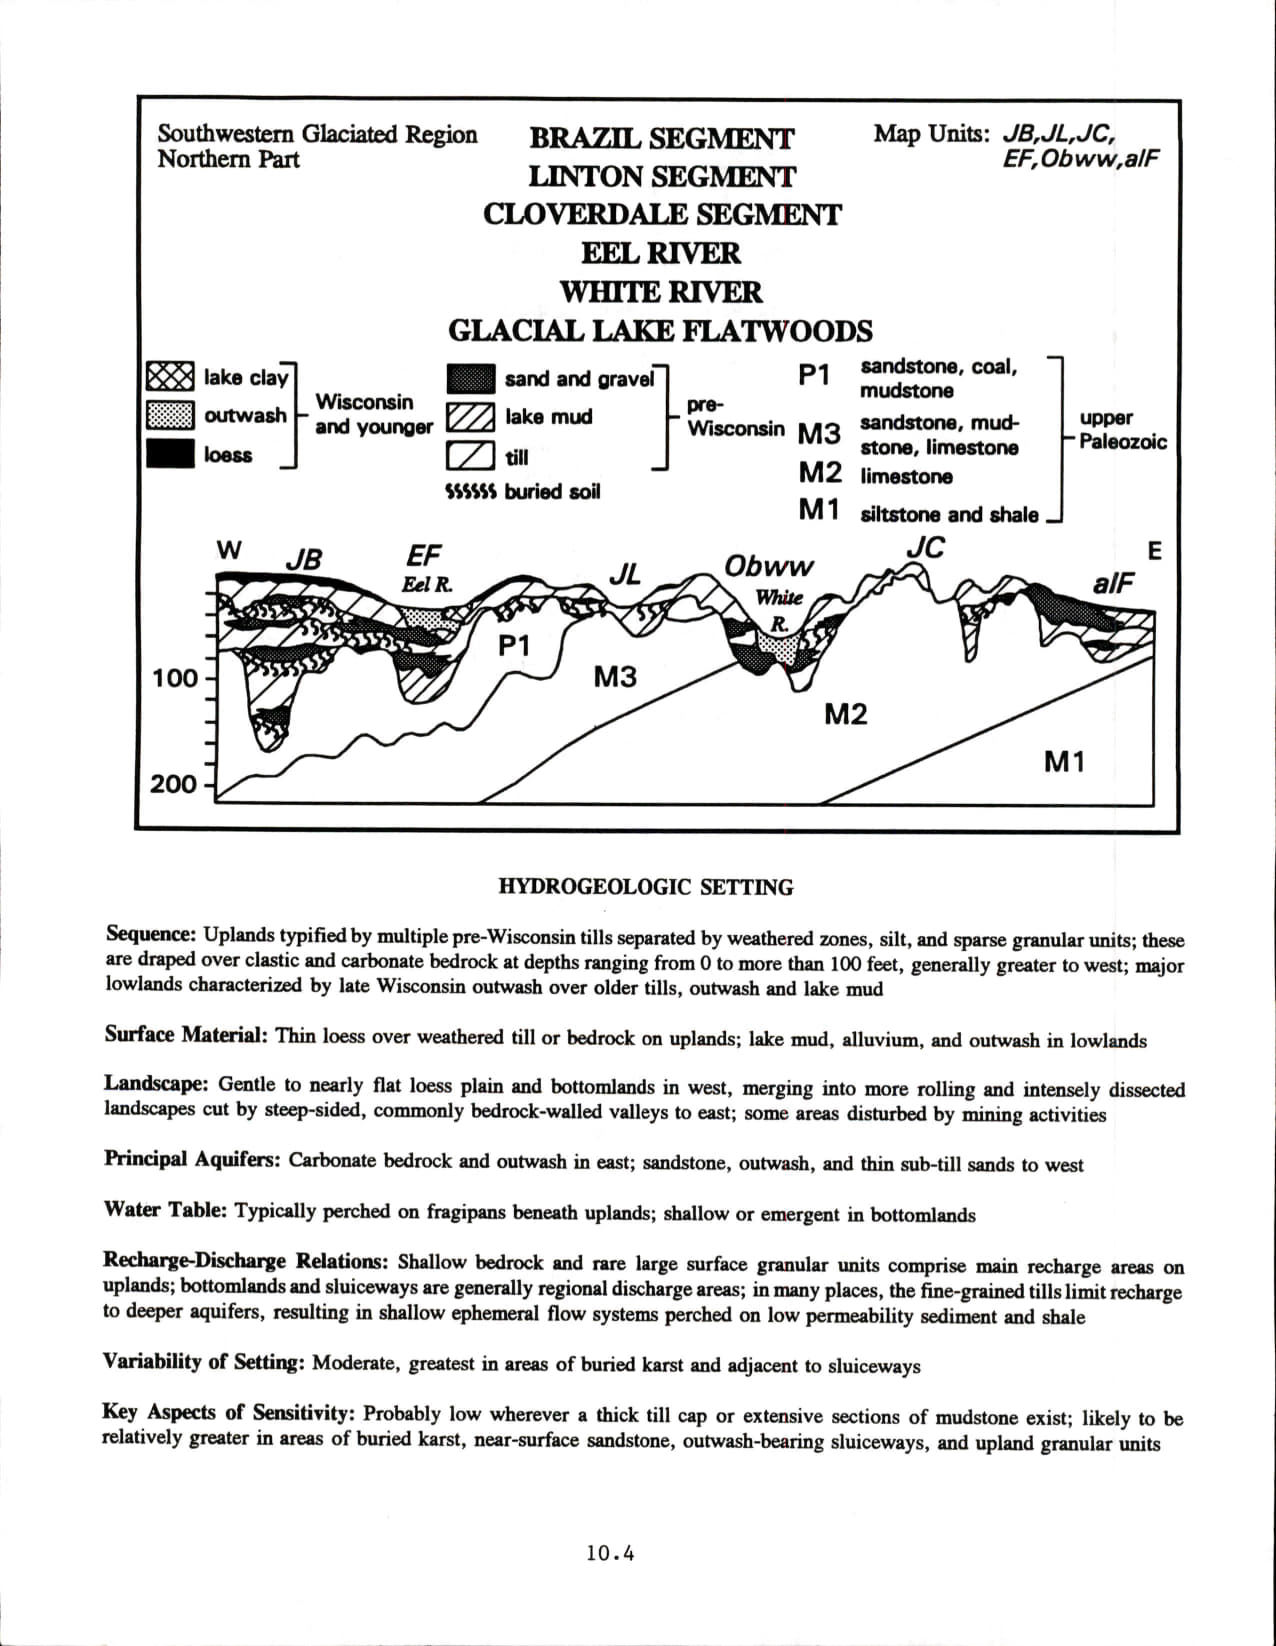 Southwestern Glaciated Region
Northern Part
BRAZIL SEGMENT
LINTON SEGMENT
CLOVERDALE SEGMENT
EEL RIVER
WHITE RIVER
GLACIAL LAKE FLATWOODS
Map Units: JB,JL,JC,
EF,Obww,alF
lake clay
outwash
loess
Wisconsin
and younger
sand and gravel
lake mud
till
buried soil
pre-
Wisconsin
P1 sandstone, coal,
mudstone
M3 sandstone, mud-
stone, limestone
M2 limestone
M1 siltstone and shale
upper
Paleozoic
W
JB
EF
Eel R.
JL
Obww
White
R.
JC
alF
E
100
200
P1
M3
M2
M1
HYDROGEOLOGIC SETTING
Sequence: Uplands typified by multiple pre-Wisconsin tills separated by weathered zones, silt, and sparse granular units; these
are draped over clastic and carbonate bedrock at depths ranging from 0 to more than 100 feet, generally greater to west; major
lowlands characterized by late Wisconsin outwash over older tills, outwash and lake mud
Surface Material: Thin loess over weathered till or bedrock on uplands; lake mud, alluvium, and outwash in lowlands
Landscape: Gentle to nearly flat loess plain and bottomlands in west, merging into more rolling and intensely dissected
landscapes cut by steep-sided, commonly bedrock-walled valleys to east; some areas disturbed by mining activities
Principal Aquifers: Carbonate bedrock and outwash in east; sandstone, outwash, and thin sub-till sands to west
Water Table: Typically perched on fragipans beneath uplands; shallow or emergent in bottomlands
Recharge-Discharge Relations: Shallow bedrock and rare large surface granular units comprise main recharge areas on
uplands; bottomlands and sluiceways are generally regional discharge areas; in many places, the fine-grained tills limit recharge
to deeper aquifers, resulting in shallow ephemeral flow systems perched on low permeability sediment and shale
Variability of Setting: Moderate, greatest in areas of buried karst and adjacent to sluiceways
Key Aspects of Sensitivity: Probably low wherever a thick till cap or extensive sections of mudstone exist; likely to be
relatively greater in areas of buried karst, near-surface sandstone, outwash-bearing sluiceways, and upland granular units
10.4